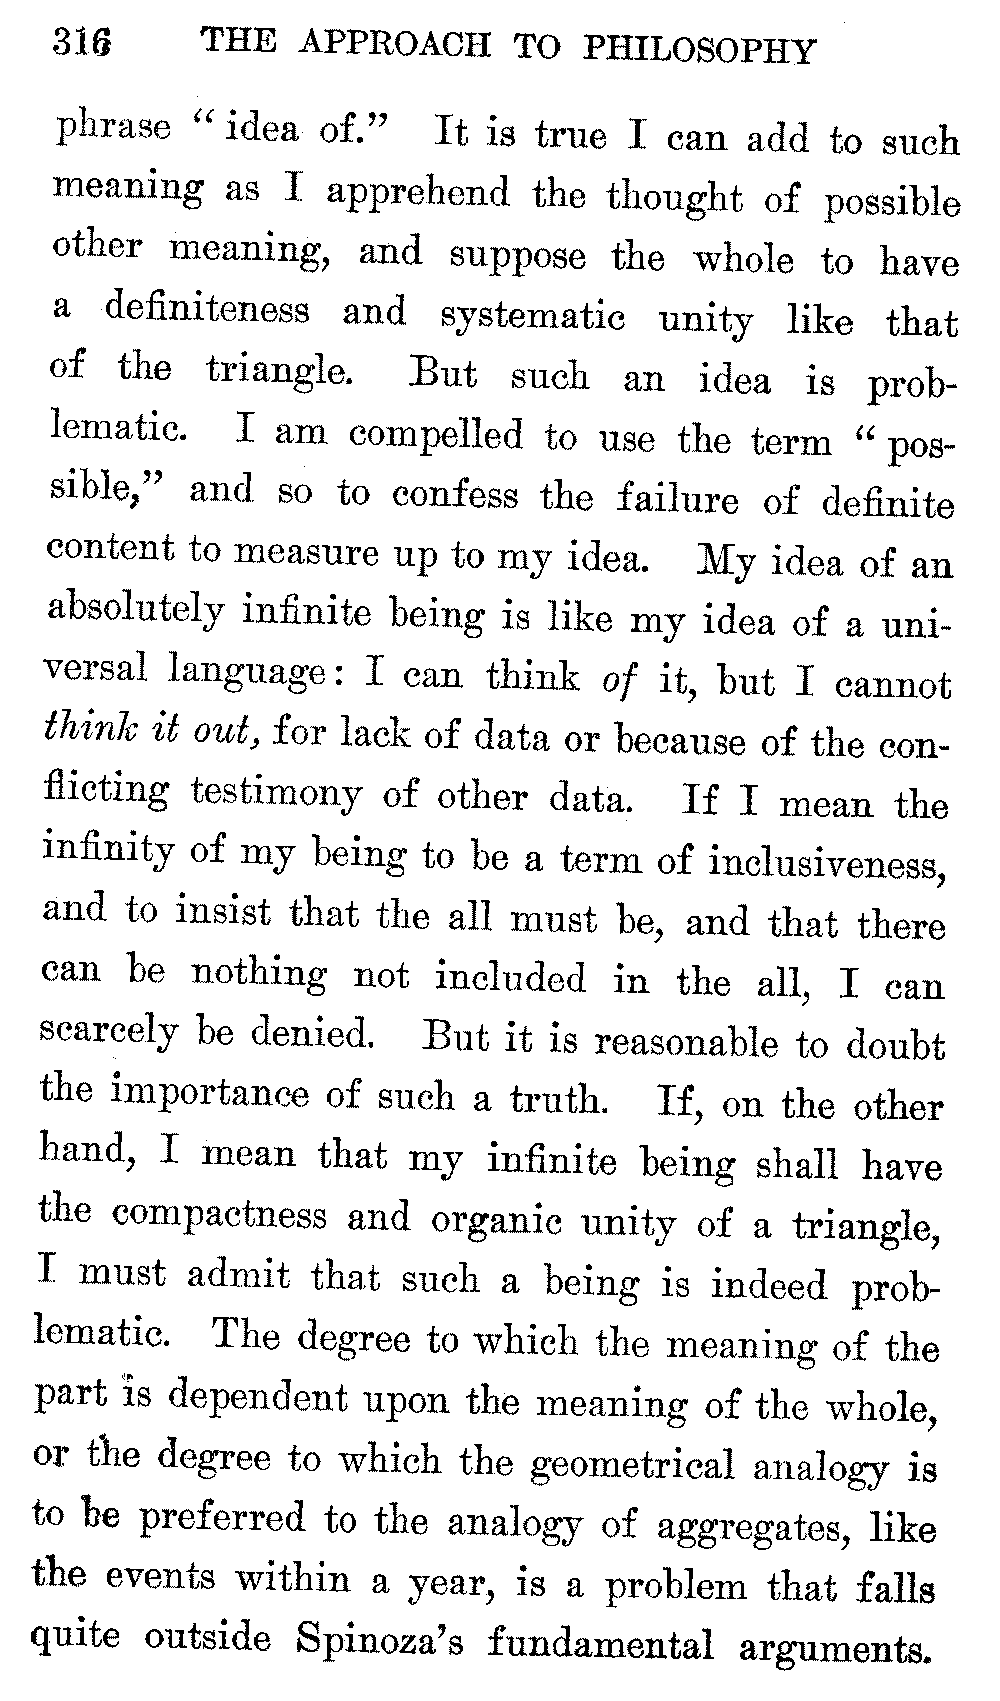 316 THE APPROACH TO PHILOSOPHY
phrase " idea of." It is true I can add to such
meaning as I apprehend the thought of possible
other meaning, and suppose the whole to have
a definiteness and systematic unity like that
of the triangle. But such an idea is prob-
lematic. I am compelled to use the term " pos-
sible," and so to confess the failure of definite
content to measure up to my idea. My idea of an
absolutely infinite being is like my idea of a uni-
versal language: I can think of it, but I cannot
think it out, for lack of data or because of the con-
flicting testimony of other data. If I mean the
infinity of my being to be a term of inclusiveness,
and to insist that the all must be, and that there
can be nothing not included in the all, I can
scarcely be denied. But it is reasonable to doubt
the importance of such a truth. If, on the other
hand, I mean that my infinite being shall have
the compactness and organic unity of a triangle,
I must admit that such a being is indeed prob-
lematic. The degree to which the meaning of the
part is dependent upon the meaning of the whole,
or the degree to which the geometrical analogy is
to be preferred to the analogy of aggregates, like
the events within a year, is a problem that falls
quite outside Spinoza's fundamental arguments.